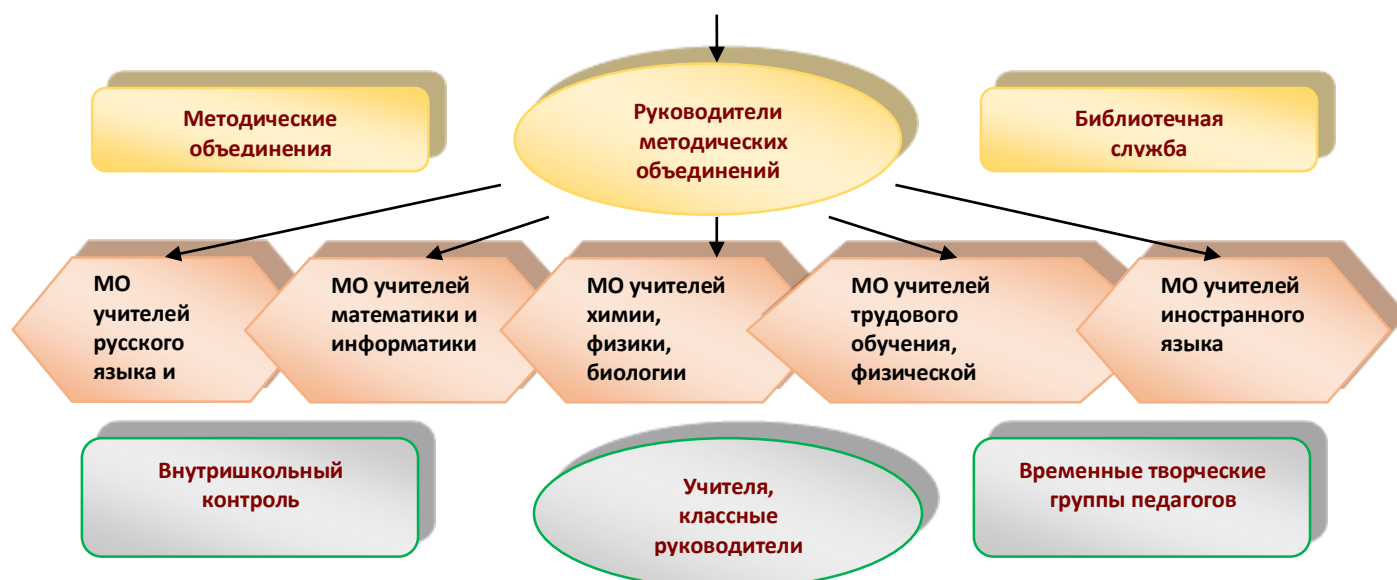 Методические
объединения
Руководители
методических
объединений
Библиотечная
служба
МО
учителей
русского
языка и
МО учителей
математики и
информатики
МО учителей
химии,
физики,
биологии
МО учителей
трудового
обучения,
физической
МО учителей
иностранного
языка
Внутришкольный
контроль
Учителя,
классные
руководители
Временные творческие
группы педагогов